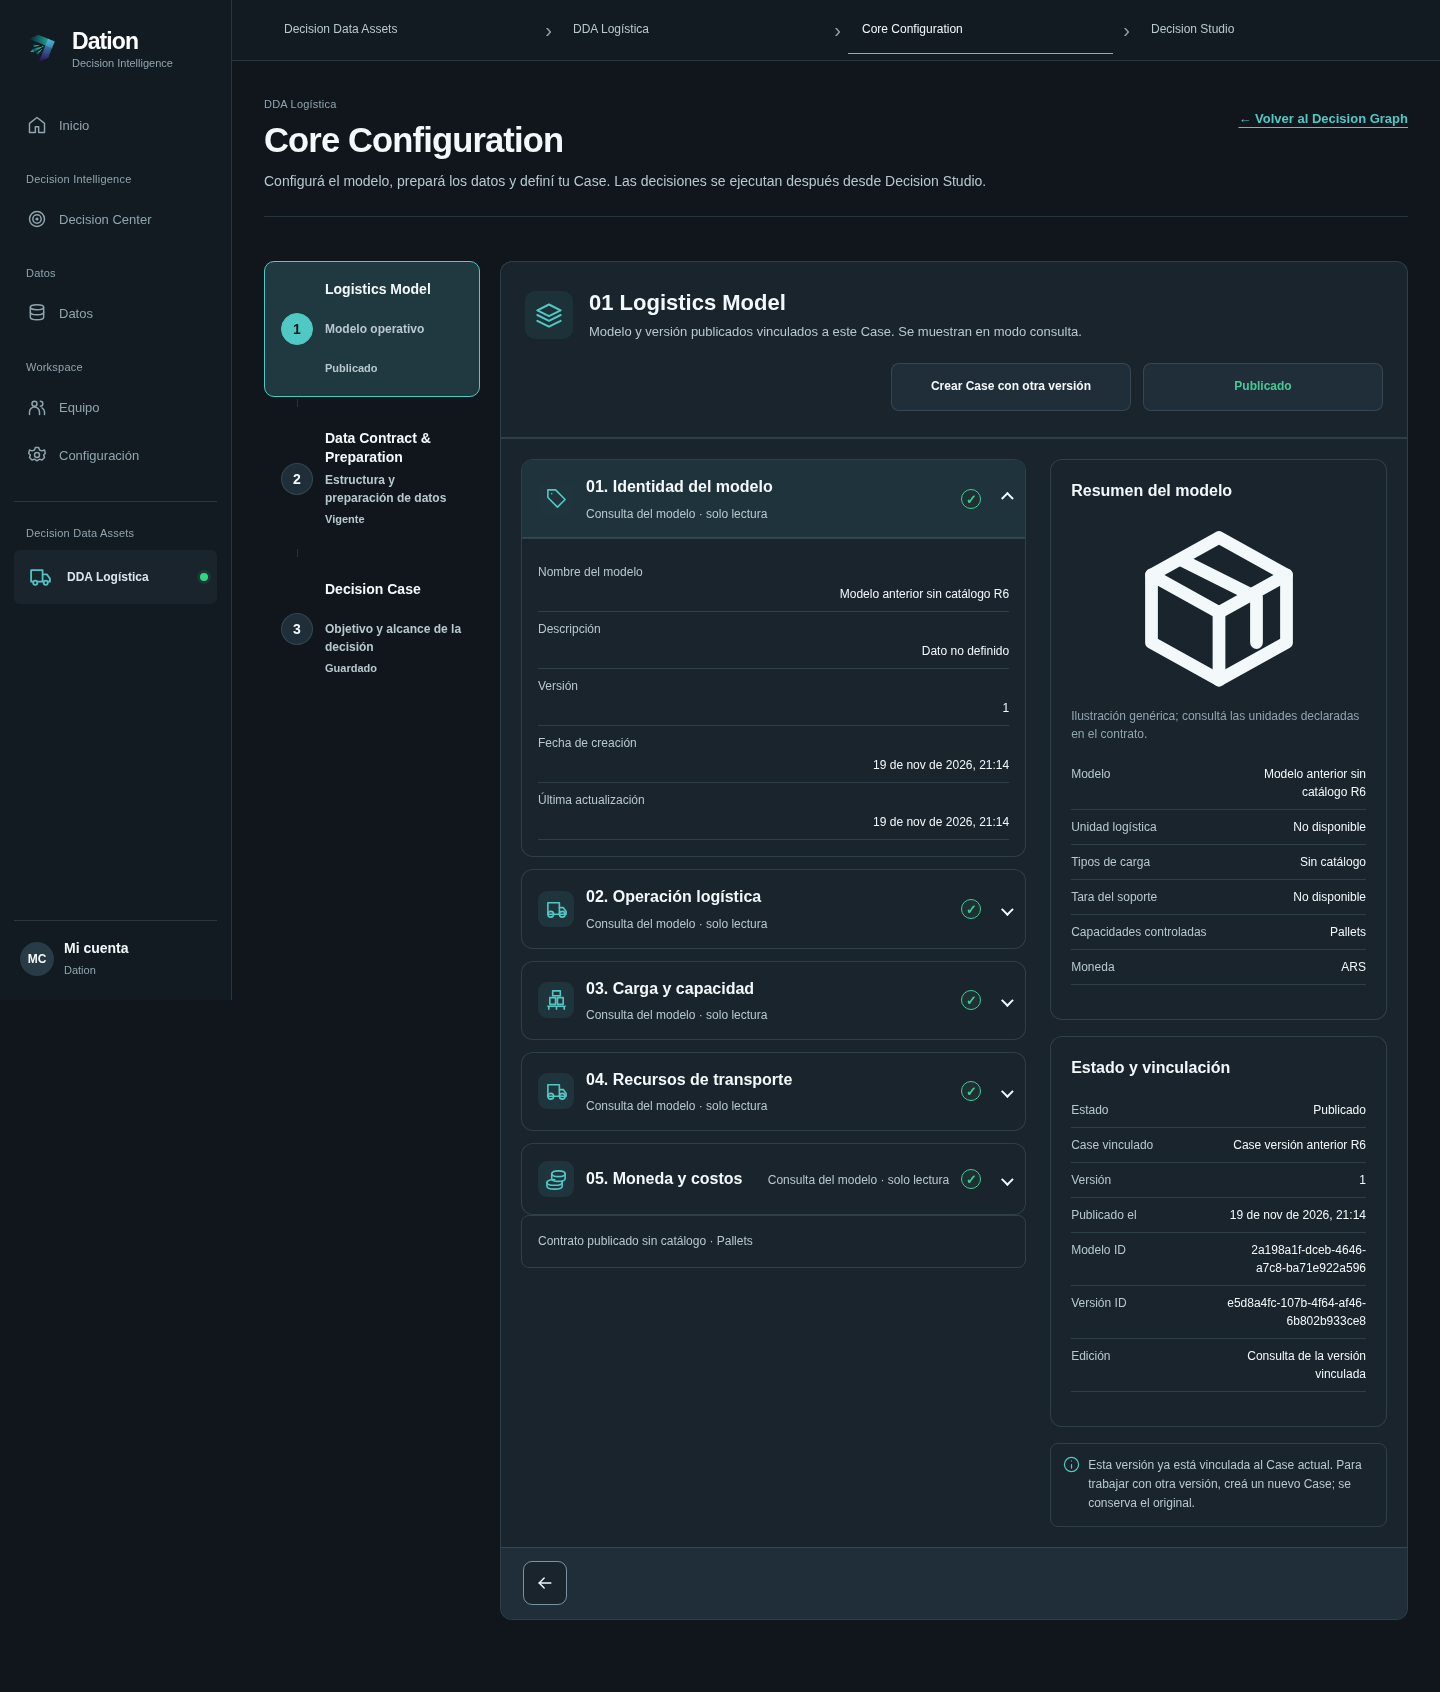 Dation
Decision Intelligence
Inicio
Decision Intelligence
Decision Center
Datos
Datos
Workspace
Equipo
Configuración
Decision Data Assets
DDA Logística
MC
Mi cuenta
Dation
Decision Data Assets
›
DDA Logística
›
Core Configuration
›
Decision Studio
DDA Logística
Core Configuration
Configurá el modelo, prepará los datos y definí tu Case. Las decisiones se ejecutan después desde Decision Studio.
← Volver al Decision Graph
Logistics Model
1
Modelo operativo
Publicado
Data Contract &
Preparation
2
Estructura y
preparación de datos
Vigente
Decision Case
3
Objetivo y alcance de la
decisión
Guardado
01 Logistics Model
Modelo y versión publicados vinculados a este Case. Se muestran en modo consulta.
Crear Case con otra versión
Publicado
01. Identidad del modelo
Consulta del modelo · solo lectura
Nombre del modelo
Modelo anterior sin catálogo R6
Descripción
Dato no definido
Versión
1
Fecha de creación
19 de nov de 2026, 21:14
Última actualización
19 de nov de 2026, 21:14
02. Operación logística
Consulta del modelo · solo lectura
03. Carga y capacidad
Consulta del modelo · solo lectura
04. Recursos de transporte
Consulta del modelo · solo lectura
05. Moneda y costos
Consulta del modelo · solo lectura
Contrato publicado sin catálogo · Pallets
Resumen del modelo
Ilustración genérica; consultá las unidades declaradas
en el contrato.
Modelo
Modelo anterior sin
catálogo R6
Unidad logística
No disponible
Tipos de carga
Sin catálogo
Tara del soporte
No disponible
Capacidades controladas
Pallets
Moneda
ARS
Estado y vinculación
Estado
Publicado
Case vinculado
Case versión anterior R6
Versión
1
Publicado el
19 de nov de 2026, 21:14
Modelo ID
2a198a1f-dceb-4646-
a7c8-ba71e922a596
Versión ID
e5d8a4fc-107b-4f64-af46-
6b802b933ce8
Edición
Consulta de la versión
vinculada
Esta versión ya está vinculada al Case actual. Para
trabajar con otra versión, creá un nuevo Case; se
conserva el original.